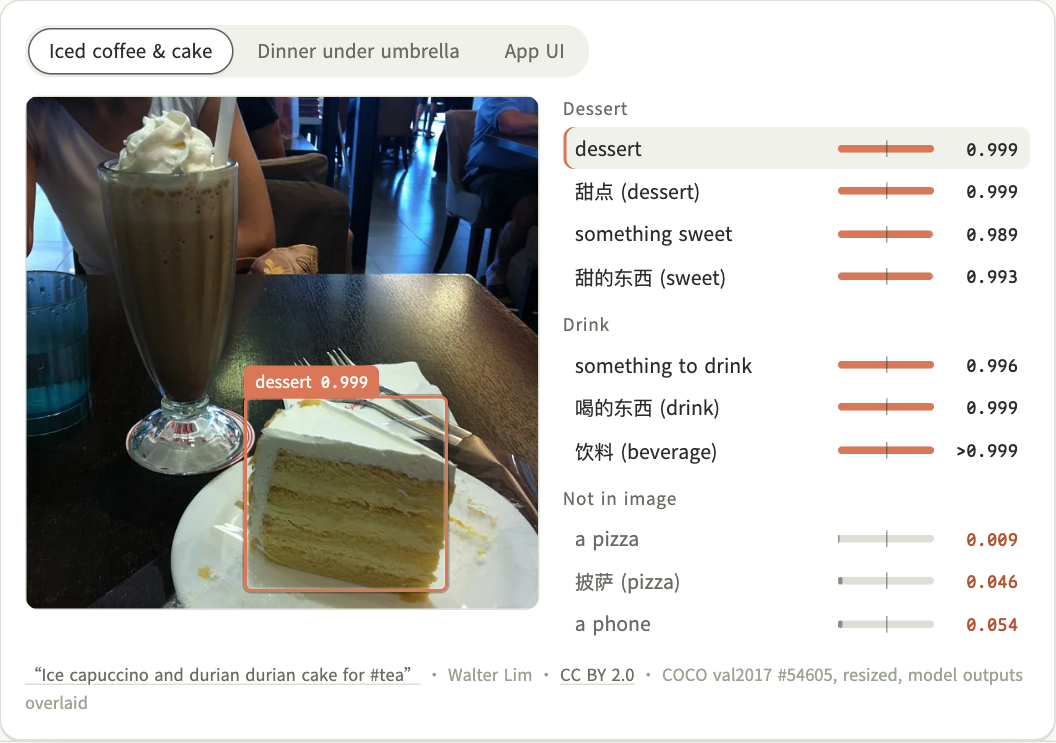 Iced coffee & cake
Dinner under umbrella
App UI
dessert 0.999
Dessert
dessert 0.999
甜点 (dessert) 0.999
something sweet 0.989
甜的东西 (sweet) 0.993
Drink
something to drink 0.996
喝的东西 (drink) 0.999
饮料 (beverage) >0.999
Not in image
a pizza 0.009
披萨 (pizza) 0.046
a phone 0.054
“Ice capuccino and durian durian cake for #tea” • Walter Lim • CC BY 2.0 • COCO val2017 #54605, resized, model outputs
overlaid